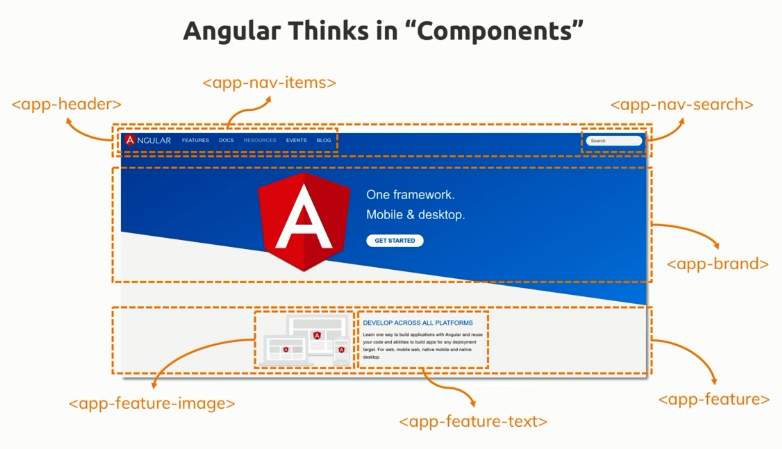 Angular Thinks in “Components”
<app-nav-items>
<app-header>
<app-nav-search>
A NGULAR FEATURES DOCS RESOURCES EVENTS BLOG Search
A One framework.
Mobile & desktop.
GET STARTED
<app-brand>
DEVELOP ACROSS ALL PLATFORMS
Learn one way to build applications with Angular and reuse
your code and abilities to build apps for any deployment
target. For web, mobile web, native mobile and native
desktop.
<app-feature-image>
<app-feature>
<app-feature-text>